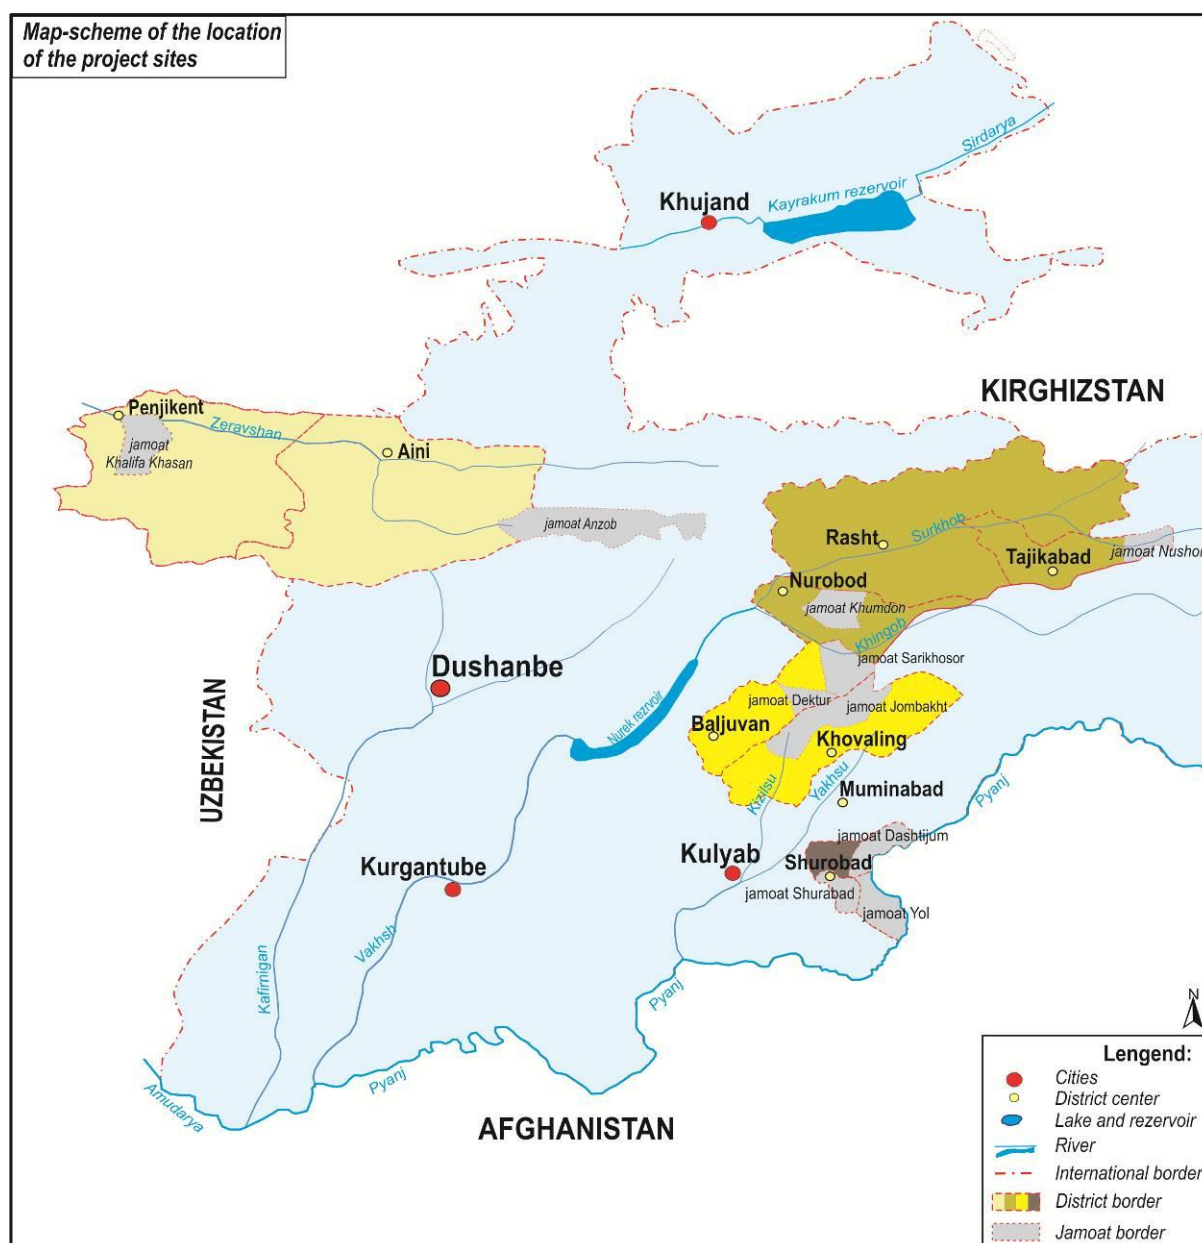 Map-scheme of the location
of the project sites
Sirdarya
Kayrakum rezervoir
Khujand
KIRGHIZSTAN
Penjikent
Zeravshan
jamoat
Khalifa Khasan
Aini
jamoat Anzob
Rasht
Surkhob
Tajikabad
jamoat Nushor
Nurobod
jamoat Khumdon
Khingob
jamoat Sarikhosor
Dushanbe
UZBEKISTAN
Nurek rezrvoir
jamoat Dektur
jamoat Jombakht
Baljuvan
Khovaling
Kizilsu
Yakhsu
Muminabad
Pyanj
jamoat Dashtijum
Kulyab
Shurobad
jamoat Shurabad
jamoat Yol
Kurgantube
Vakhsh
Kafirnigan
Pyanj
Pyanj
Amudarya
AFGHANISTAN
N
Lengend:
Cities
District center
Lake and rezervoir
River
International border
District border
Jamoat border